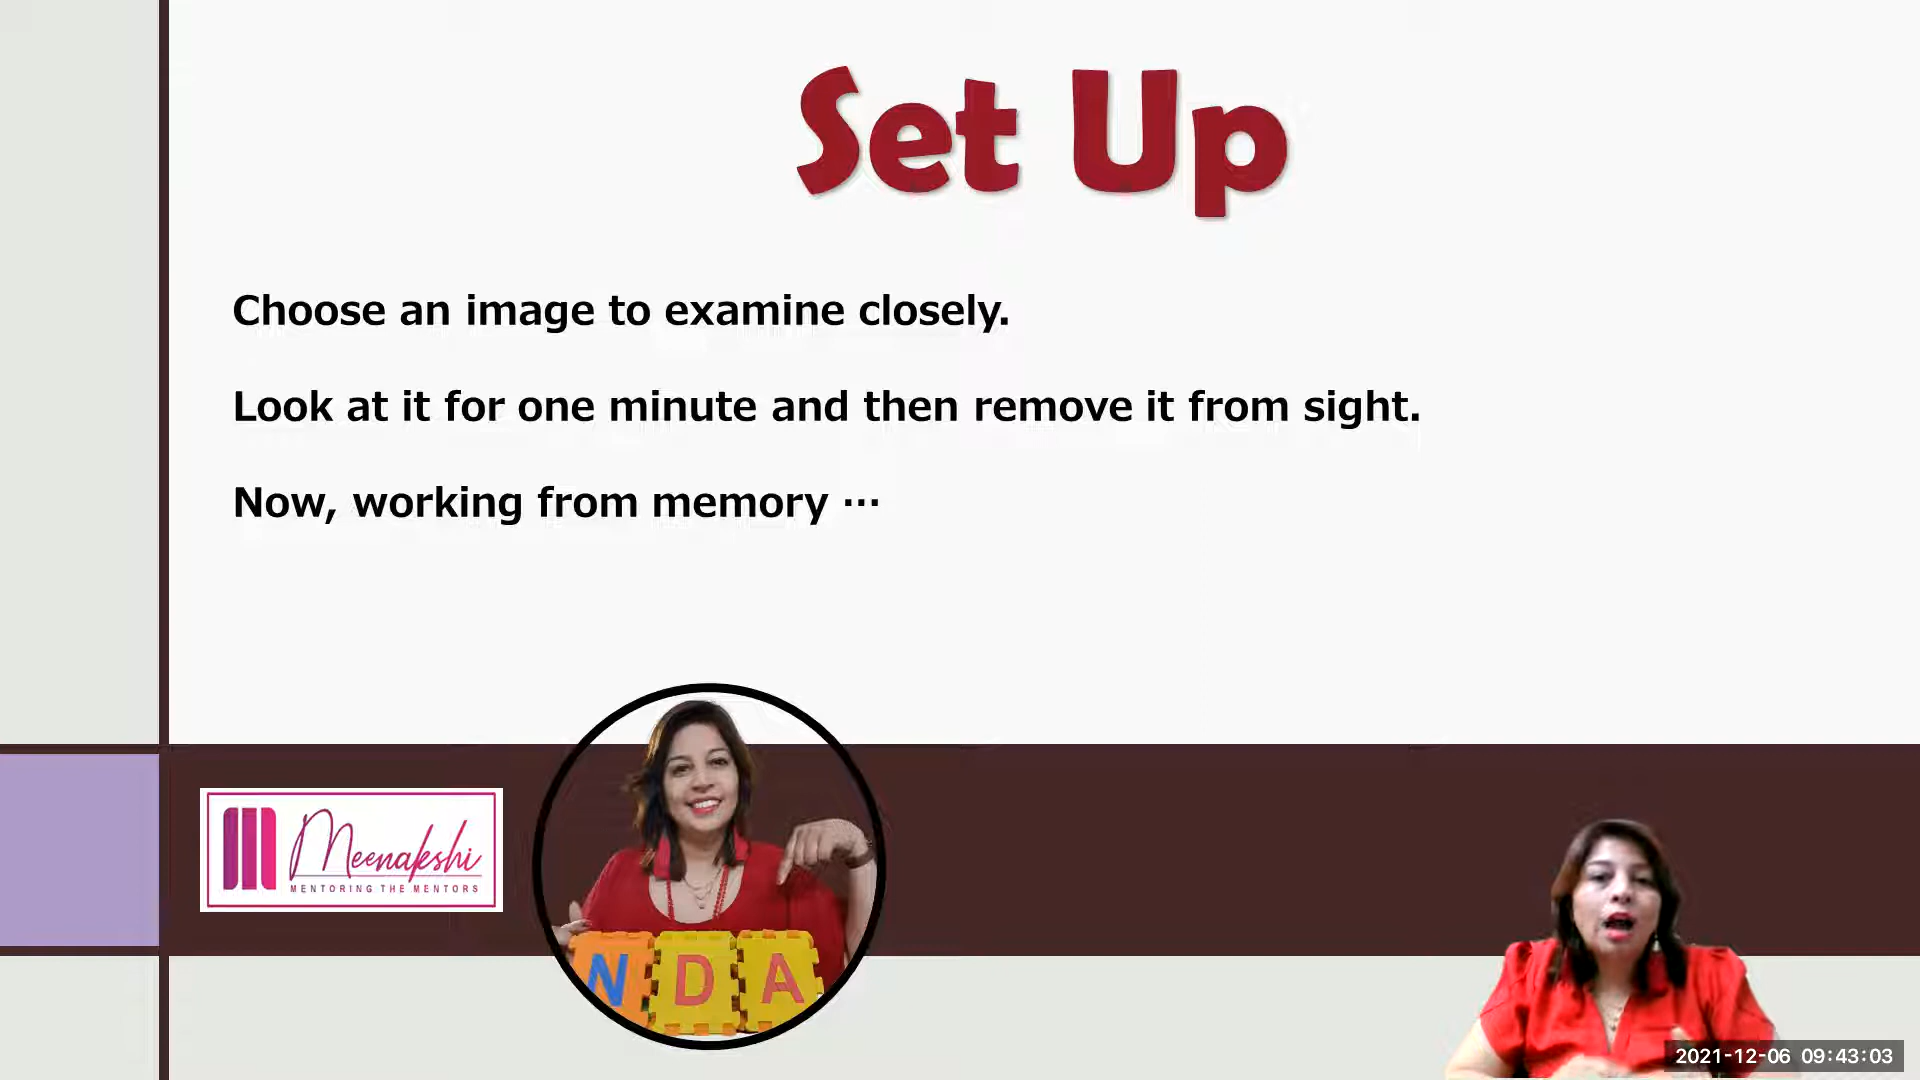 Set Up
Choose an image to examine closely.
Look at it for one minute and then remove it from sight.
Now, working from memory ···
Meenakshi
MENTORING THE MENTORS
N D A
2021-12-06 09:43:03